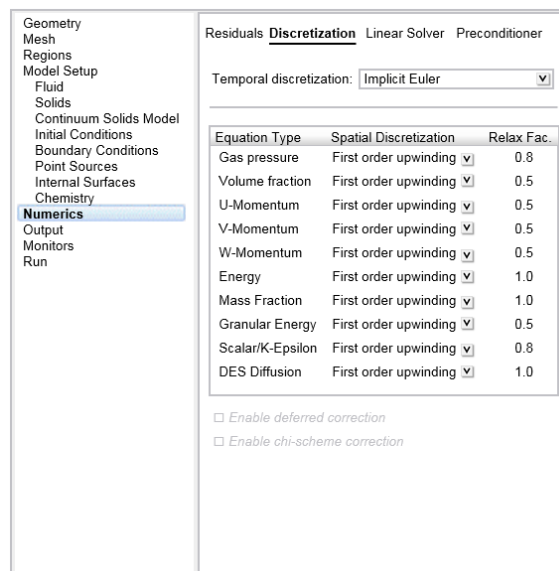 Geometry
Mesh
Regions
Model Setup
Fluid
Solids
Continuum Solids Model
Initial Conditions
Boundary Conditions
Point Sources
Internal Surfaces
Chemistry
Numerics
Output
Monitors
Run
Residuals Discretization Linear Solver Preconditioner
Temporal discretization: Implicit Euler
Equation Type Spatial Discretization Relax Fac.
Gas pressure First order upwinding 0.8
Volume fraction First order upwinding 0.5
U-Momentum First order upwinding 0.5
V-Momentum First order upwinding 0.5
W-Momentum First order upwinding 0.5
Energy First order upwinding 1.0
Mass Fraction First order upwinding 1.0
Granular Energy First order upwinding 0.5
Scalar/K-Epsilon First order upwinding 0.8
DES Diffusion First order upwinding 1.0
Enable deferred correction
Enable chi-scheme correction